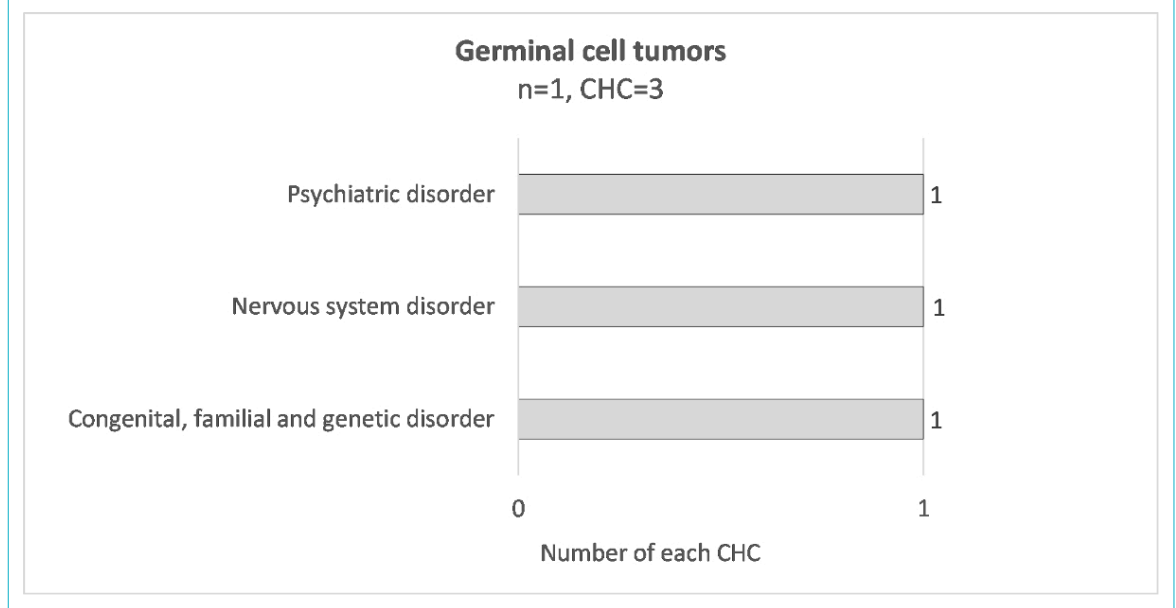 Germinal cell tumors
n=1, CHC=3
Psychiatric disorder 1
Nervous system disorder 1
Congenital, familial and genetic disorder 1
0 1
Number of each CHC